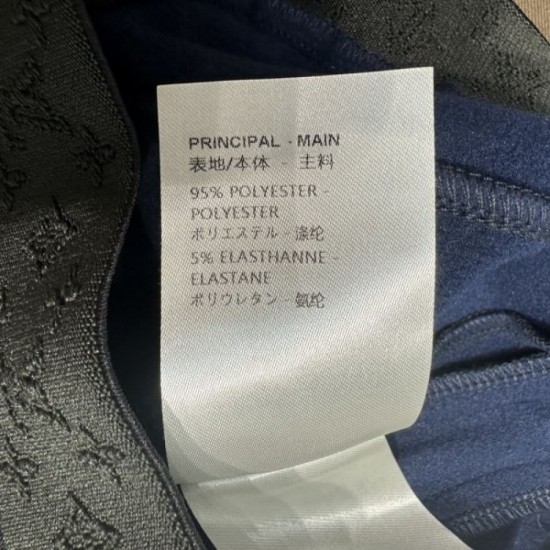 PRINCIPAL - MAIN
表地/本体 - 主料
95% POLYESTER -
POLYESTER
ポリエステル - 涤纶
5% ELASTHANNE -
ELASTANE
ポリウレタン - 氨纶